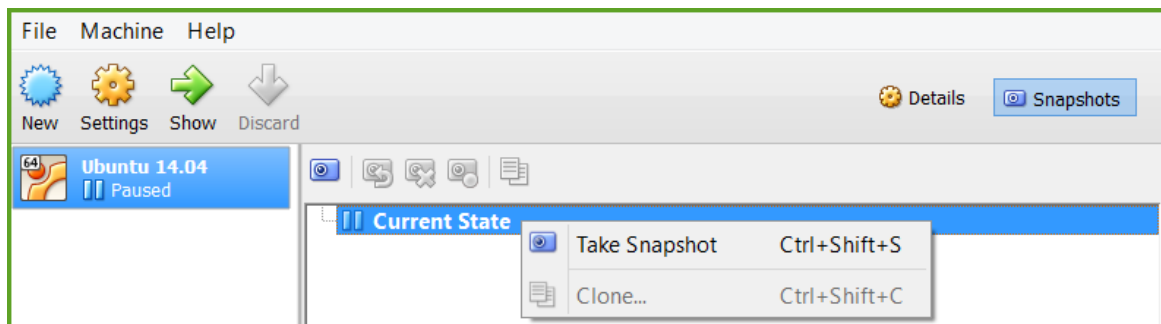 File Machine Help
New Settings Show Discard
Details Snapshots
64 Ubuntu 14.04
Paused
Current State
Take Snapshot Ctrl+Shift+S
Clone... Ctrl+Shift+C